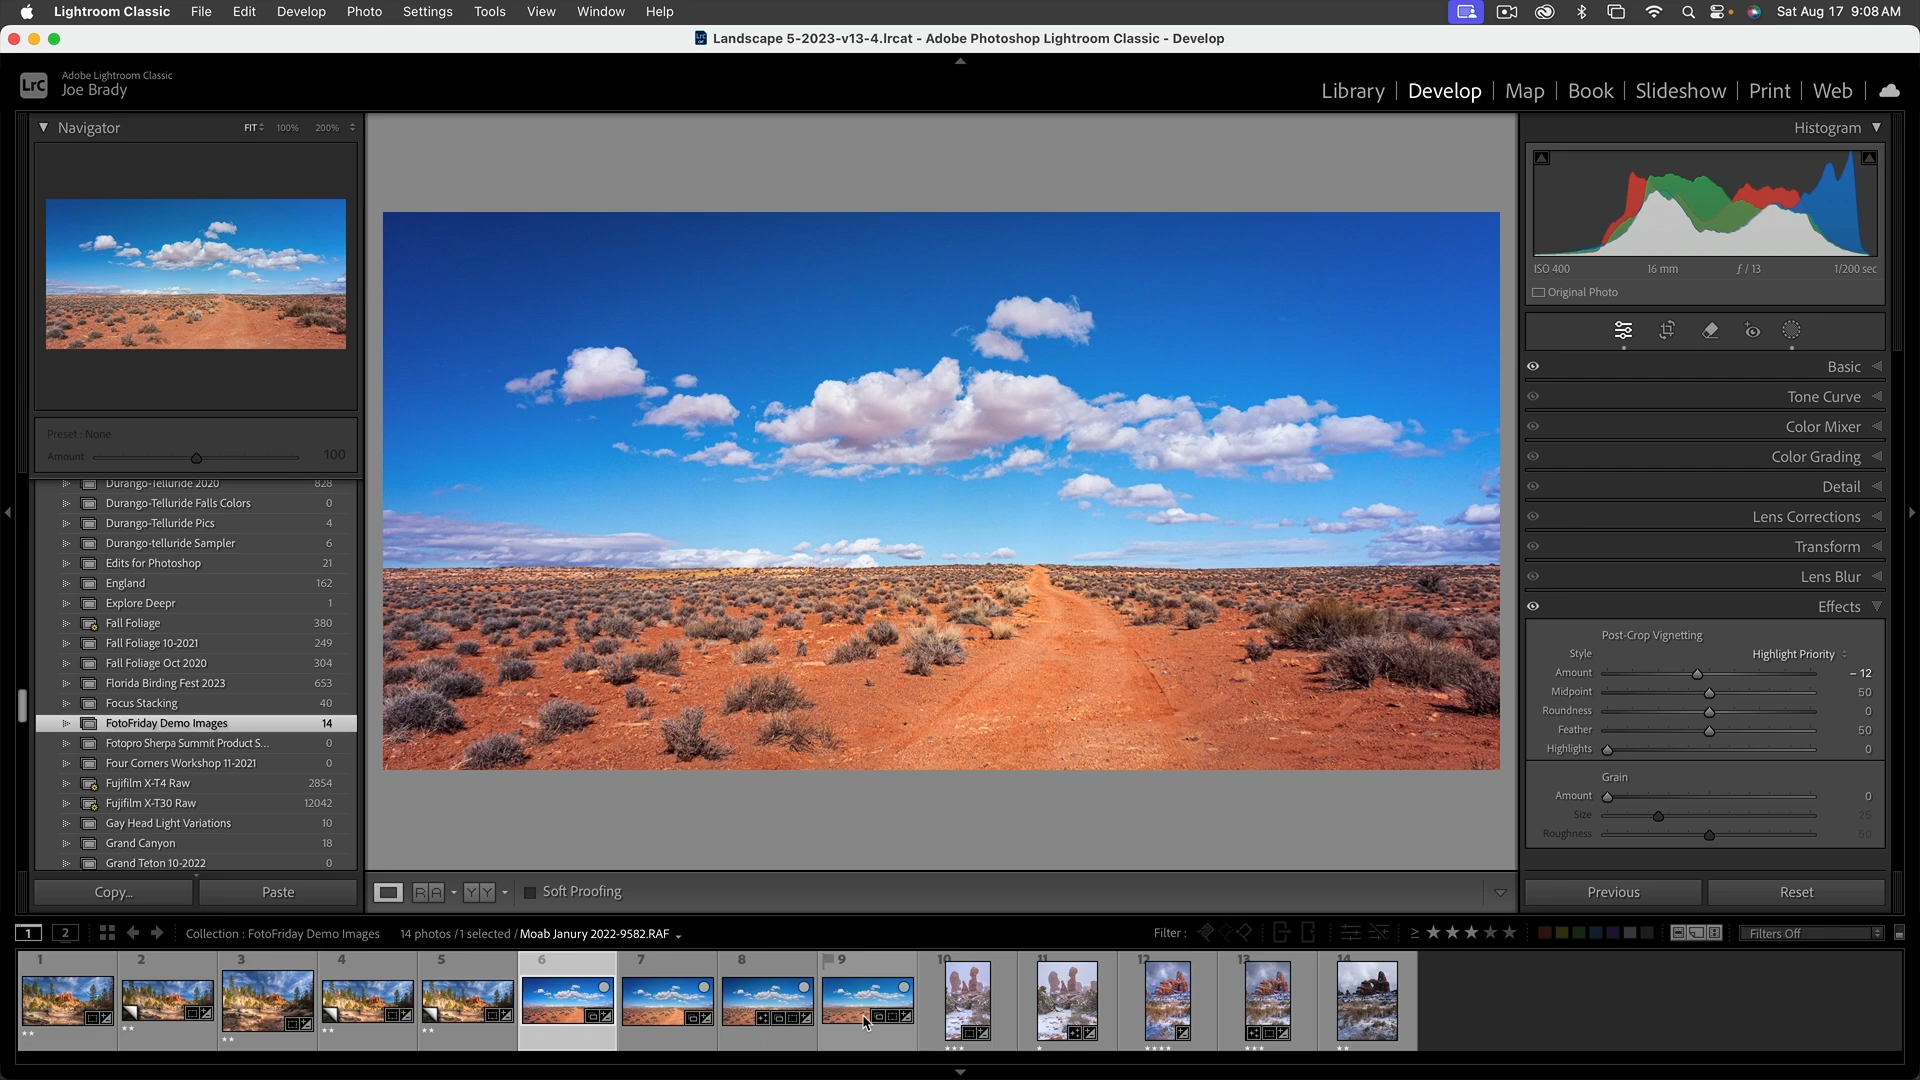 Lightroom Classic File Edit Develop Photo Settings Tools View Window Help Sat Aug 17 9:08 AM
Landscape 5-2023-v13-4.lrcat - Adobe Photoshop Lightroom Classic - Develop
LrC
Adobe Lightroom Classic
Joe Brady
Library | Develop | Map | Book | Slideshow | Print | Web
Navigator FIT 100% 200%
Preset : None
Amount 100
Durango-Telluride 2020 828
Durango-Telluride Falls Colors 0
Durango-Telluride Pics 4
Durango-telluride Sampler 6
Edits for Photoshop 21
England 162
Explore Deepr 1
Fall Foliage 380
Fall Foliage 10-2021 249
Fall Foliage Oct 2020 304
Florida Birding Fest 2023 653
Focus Stacking 40
FotoFriday Demo Images 14
Fotopro Sherpa Summit Product S... 0
Four Corners Workshop 11-2021 0
Fujifilm X-T4 Raw 2854
Fujifilm X-T30 Raw 12042
Gay Head Light Variations 10
Grand Canyon 18
Grand Teton 10-2022 0
Copy... Paste
R A Y Y Soft Proofing
Histogram
ISO 400 16 mm ƒ / 13 1/200 sec
Original Photo
Basic
Tone Curve
Color Mixer
Color Grading
Detail
Lens Corrections
Transform
Lens Blur
Effects
Post-Crop Vignetting
Style Highlight Priority
Amount – 12
Midpoint 50
Roundness 0
Feather 50
Highlights 0
Grain
Amount 0
Size 25
Roughness 50
Previous Reset
1 2 Collection : FotoFriday Demo Images 14 photos / 1 selected / Moab Janury 2022-9582.RAF Filter : ≥ ★★★★★ Filters Off
1 2 3 4 5 6 7 8 9 10 11 12 13 14